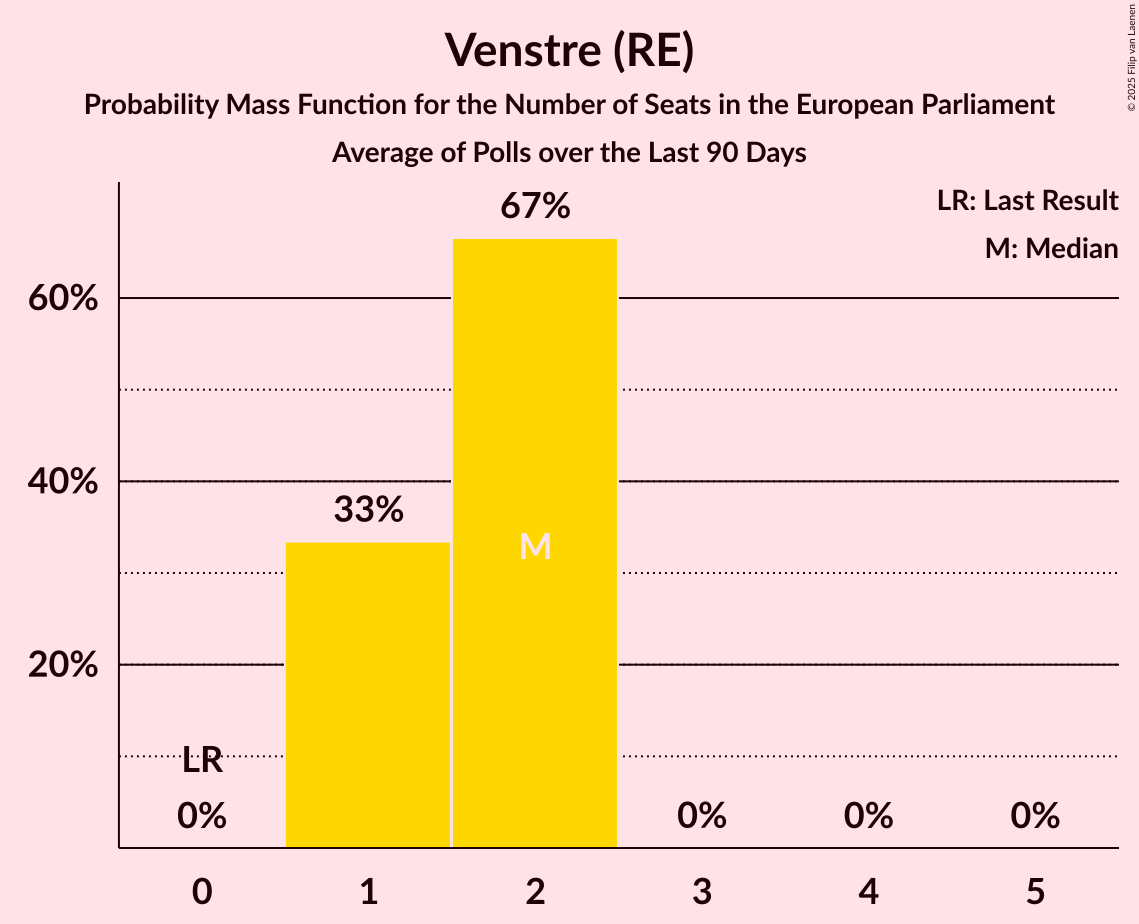 Venstre (RE)
Probability Mass Function for the Number of Seats in the European Parliament
Average of Polls over the Last 90 Days
© 2025 Filip van Laenen
LR: Last Result
M: Median
67%
60%
40%
33%
M
20%
LR
0%
0%
0%
0%
0 1 2 3 4 5